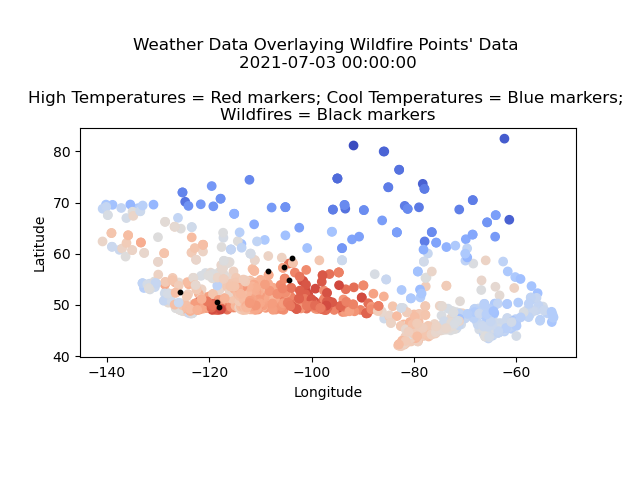 Weather Data Overlaying Wildfire Points' Data
2021-07-03 00:00:00
High Temperatures = Red markers; Cool Temperatures = Blue markers;
Wildfires = Black markers
80
70
60
50
40
Latitude
−140
−120
−100
−80
−60
Longitude